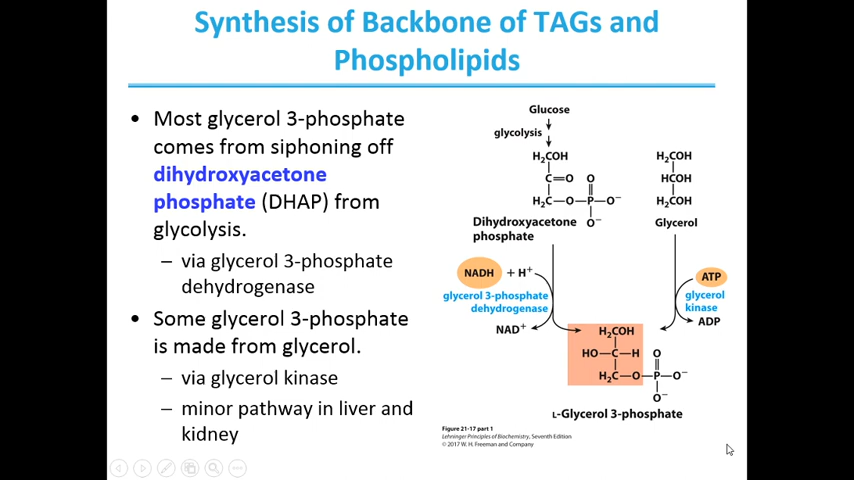 Synthesis of Backbone of TAGs and
Phospholipids
• Most glycerol 3-phosphate
comes from siphoning off
dihydroxyacetone
phosphate (DHAP) from
glycolysis.
– via glycerol 3-phosphate
dehydrogenase
• Some glycerol 3-phosphate
is made from glycerol.
– via glycerol kinase
– minor pathway in liver and
kidney
Glucose
glycolysis
H₂COH
C=O O
H₂C—O—P—O⁻
O⁻
Dihydroxyacetone
phosphate
H₂COH
HCOH
H₂COH
Glycerol
NADH + H⁺
glycerol 3-phosphate
dehydrogenase
NAD⁺
ATP
glycerol
kinase
ADP
H₂COH
HO—C—H O
H₂C—O—P—O⁻
O⁻
L-Glycerol 3-phosphate
Figure 21-17 part 1
Lehninger Principles of Biochemistry, Seventh Edition
© 2017 W. H. Freeman and Company